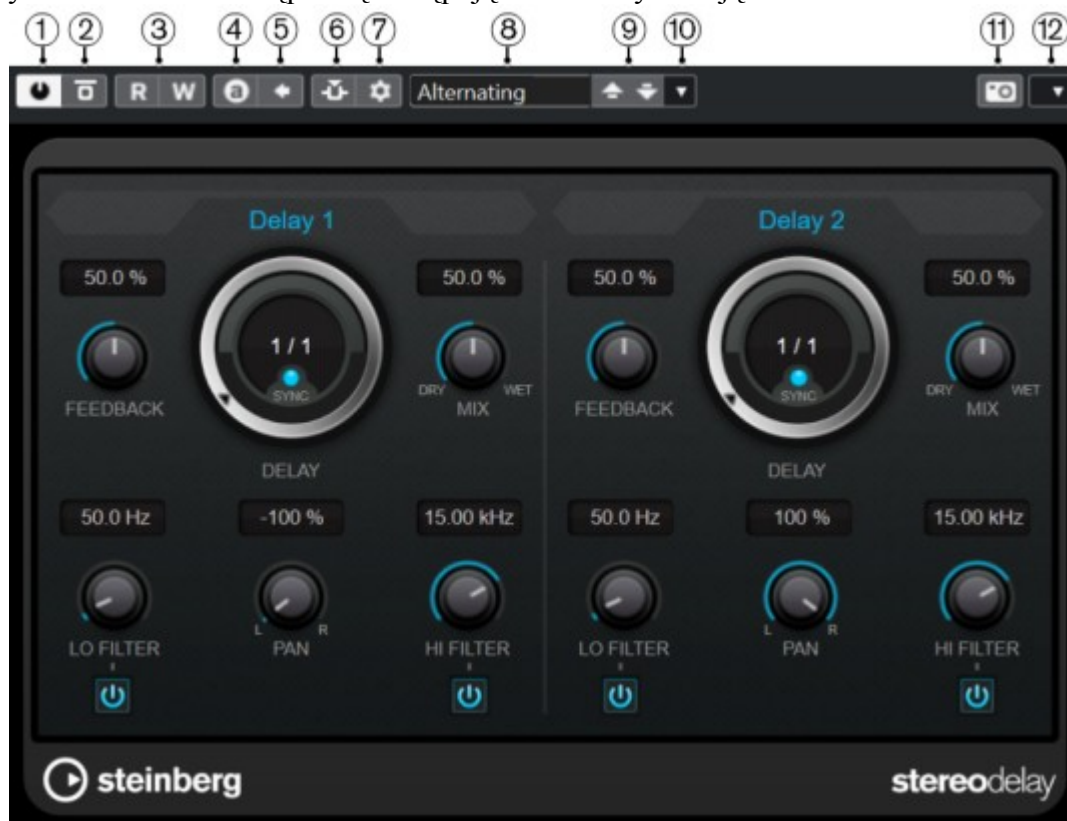 ① ② ③ ④ ⑤ ⑥ ⑦ ⑧ ⑨ ⑩ ⑪ ⑫
R W a Alternating
Delay 1 Delay 2
50.0 % 50.0 % 50.0 % 50.0 %
1 / 1 1 / 1
SYNC SYNC
DRY WET DRY WET
FEEDBACK MIX FEEDBACK MIX
DELAY DELAY
50.0 Hz -100 % 15.00 kHz 50.0 Hz 100 % 15.00 kHz
L R L R
LO FILTER PAN HI FILTER LO FILTER PAN HI FILTER
steinberg stereodelay